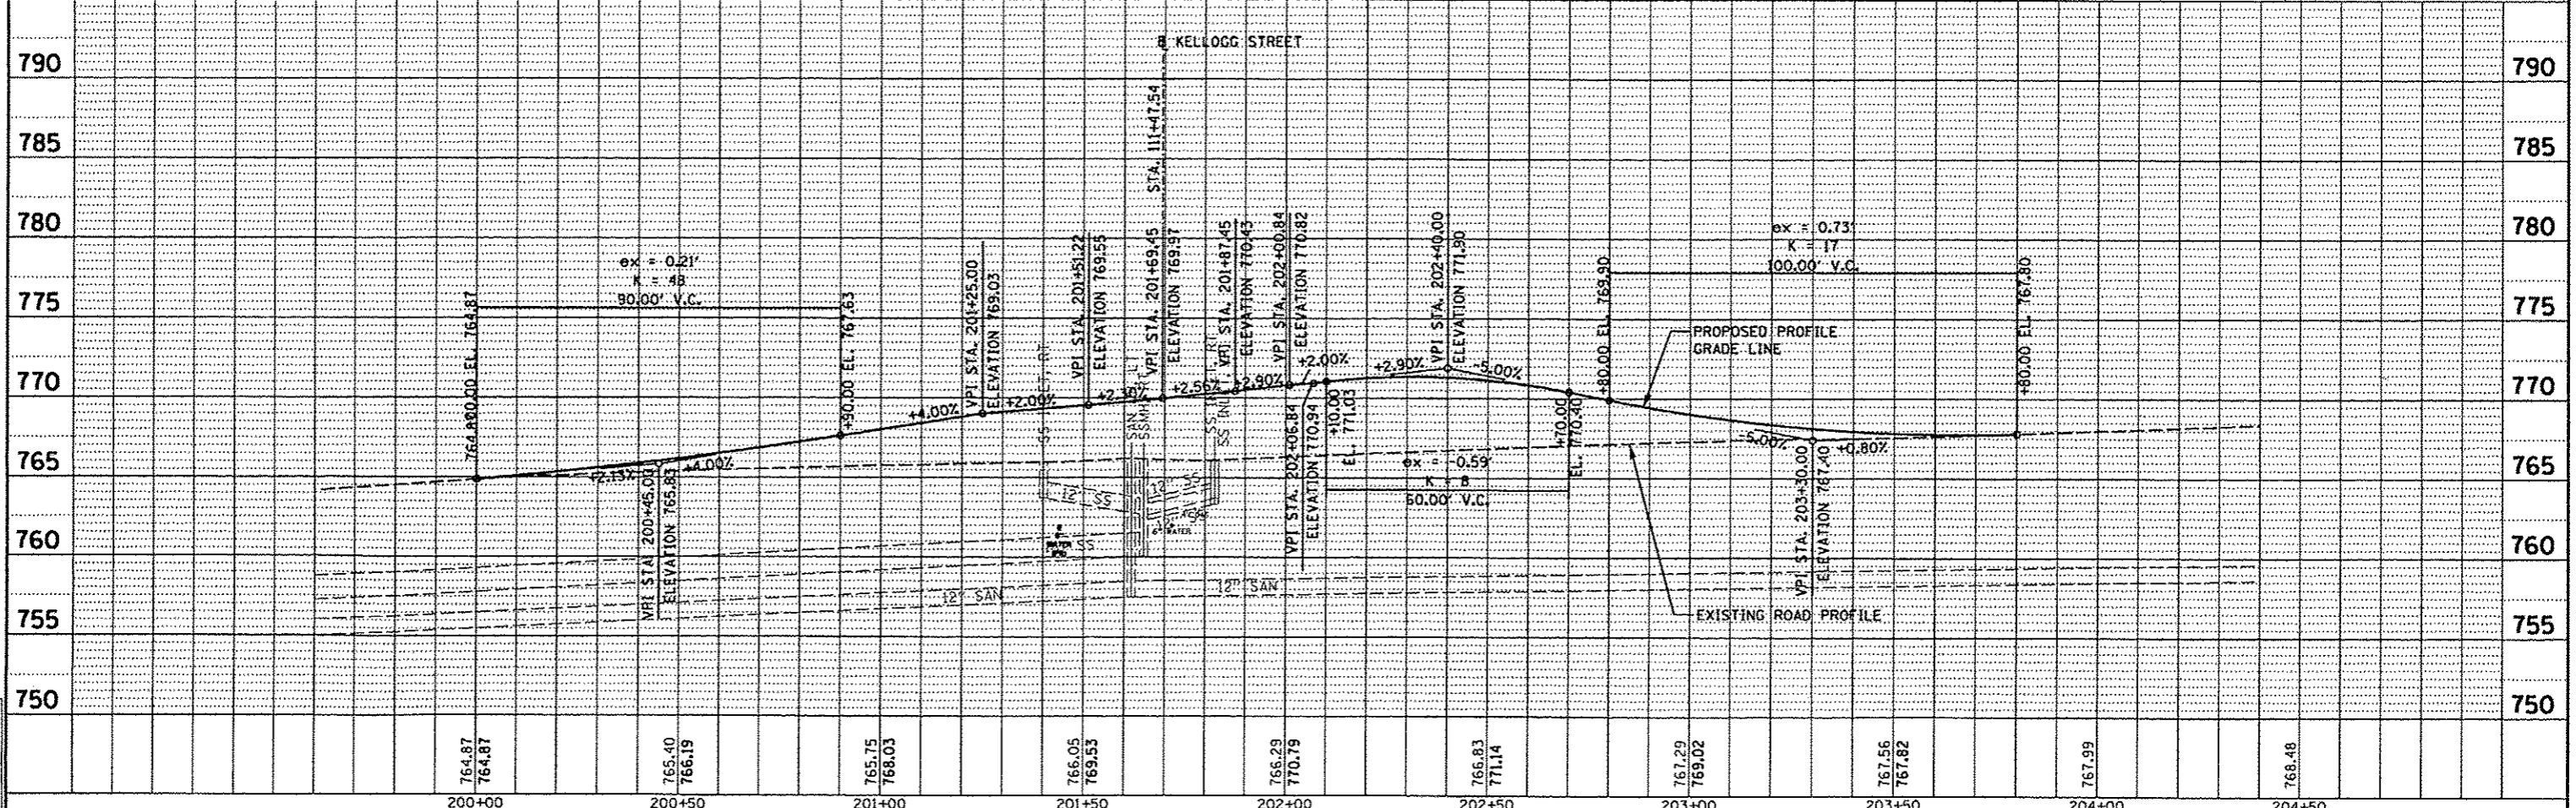 790
785
780
775
770
765
760
755
750
790
785
780
775
770
765
760
755
750
KELLOGG STREET
STA. 111+47.54
ex = 0.21'
K = 48
90.00' V.C.
EL. 764.87
+90.00 EL. 767.63
VPI STA. 200+45.03
ELEVATION 765.83
+2.13%
+4.00%
+4.00%
VPI STA. 201+25.00
ELEVATION 769.03
+2.00%
VPI STA. 201+51.22
ELEVATION 769.55
VPI STA. 201+69.45
ELEVATION 769.97
+2.56%
VPI STA. 201+87.45
ELEVATION 770.43
+2.90%
VPI STA. 202+00.84
ELEVATION 770.82
+2.00%
VPI STA. 202+06.84
ELEVATION 770.94
+10.00
EL. 771.03
+2.90%
VPI STA. 202+40.00
ELEVATION 771.90
-5.00%
ex = -0.59'
K = 8
60.00' V.C.
+70.00
EL. 770.40
+80.00 EL. 769.90
ex = 0.73'
K = 17
100.00' V.C.
+80.00 EL. 767.80
PROPOSED PROFILE
GRADE LINE
-5.00%
+0.80%
VPI STA. 203+30.00
ELEVATION 767.40
EXISTING ROAD PROFILE
12" SS
12" SS
SS
12" SAN
12" SAN
6" WATER
764.87
764.87
765.40
766.19
765.75
768.03
766.05
769.53
766.29
770.79
766.83
771.14
767.29
769.02
767.56
767.82
767.99
768.48
200+00
200+50
201+00
201+50
202+00
202+50
203+00
203+50
204+00
204+50